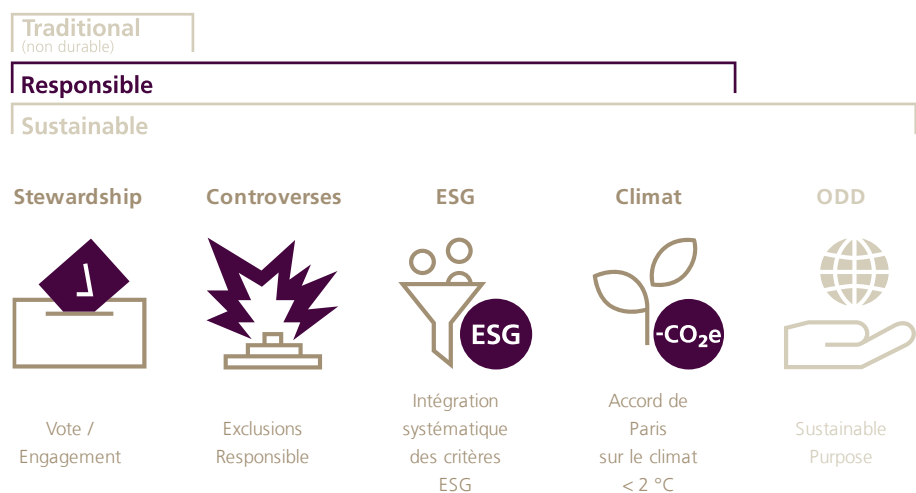 Traditional
(non durable)
Responsible
Sustainable
Stewardship
Controverses
ESG
Climat
ODD
ESG
-CO₂e
Vote /
Engagement
Exclusions
Responsible
Intégration
systématique
des critères
ESG
Accord de
Paris
sur le climat
< 2 °C
Sustainable
Purpose